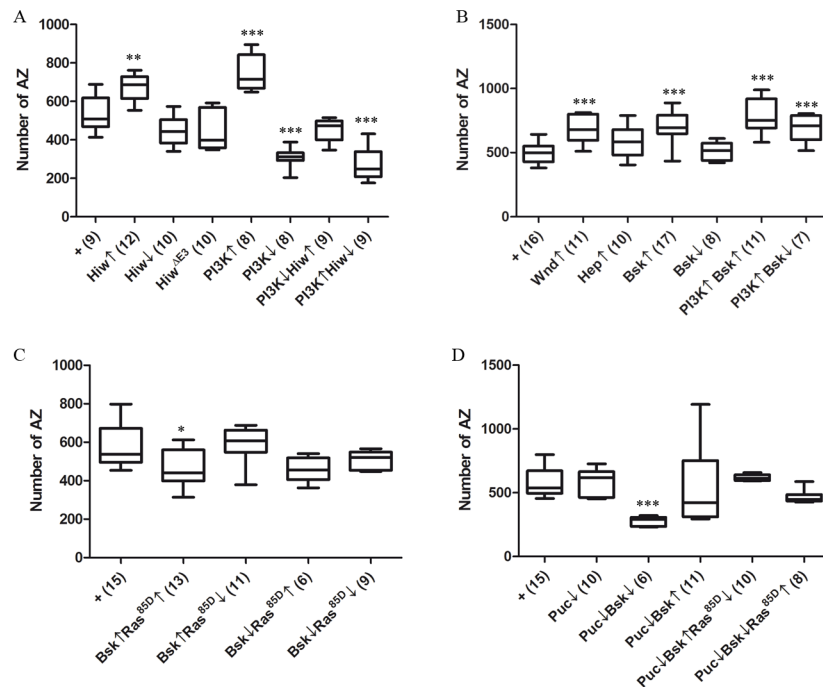 A
Number of AZ
1000
800
600
400
200
0
**
***
***
***
+ (9)
Hiw↑ (12)
Hiw↓ (10)
Hiw^ΔE3 (10)
PI3K↑ (8)
PI3K↓ (8)
PI3K↓Hiw↑ (9)
PI3K↑Hiw↓ (9)
B
Number of AZ
1500
1000
500
0
***
***
***
***
+ (16)
Wnd↑ (11)
Hep↑ (10)
Bsk↑ (17)
Bsk↓ (8)
PI3K↑ Bsk↑ (11)
PI3K↑ Bsk↓ (7)
C
Number of AZ
1000
800
600
400
200
0
*
+ (15)
Bsk↑Ras^85D↑ (13)
Bsk↑Ras^85D↓ (11)
Bsk↓Ras^85D↑ (6)
Bsk↓Ras^85D↓ (9)
D
Number of AZ
1500
1000
500
0
***
+ (15)
Puc↓ (10)
Puc↓Bsk↓ (6)
Puc↓Bsk↑ (11)
Puc↓Bsk↑Ras^85D↓ (10)
Puc↓Bsk↓Ras^85D↑ (8)